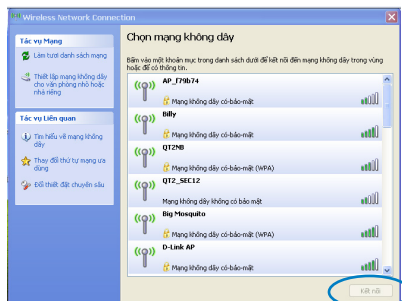 Wireless Network Connection
Tác vụ Mạng
Làm tươi danh sách mạng
Thiết lập mạng không dây
cho văn phòng nhỏ hoặc
nhà riêng
Tác vụ Liên quan
Tìm hiểu về mạng không
dây
Thay đổi thứ tự mạng ưa
dùng
Đổi thiết đặt chuyên sâu
Chọn mạng không dây
Bấm vào một khoản mục trong danh sách dưới để kết nối đến mạng không dây trong vùng
hoặc để có thông tin.
AP_f79b74
Mạng không dây có-bảo-mật
Billy
Mạng không dây có-bảo-mật
QT2NB
Mạng không dây có-bảo-mật (WPA)
QT2_SEC12
Mạng không dây không có bảo mật
Big Mosquito
Mạng không dây có-bảo-mật (WPA)
D-Link AP
Mạng không dây có-bảo-mật
Kết nối